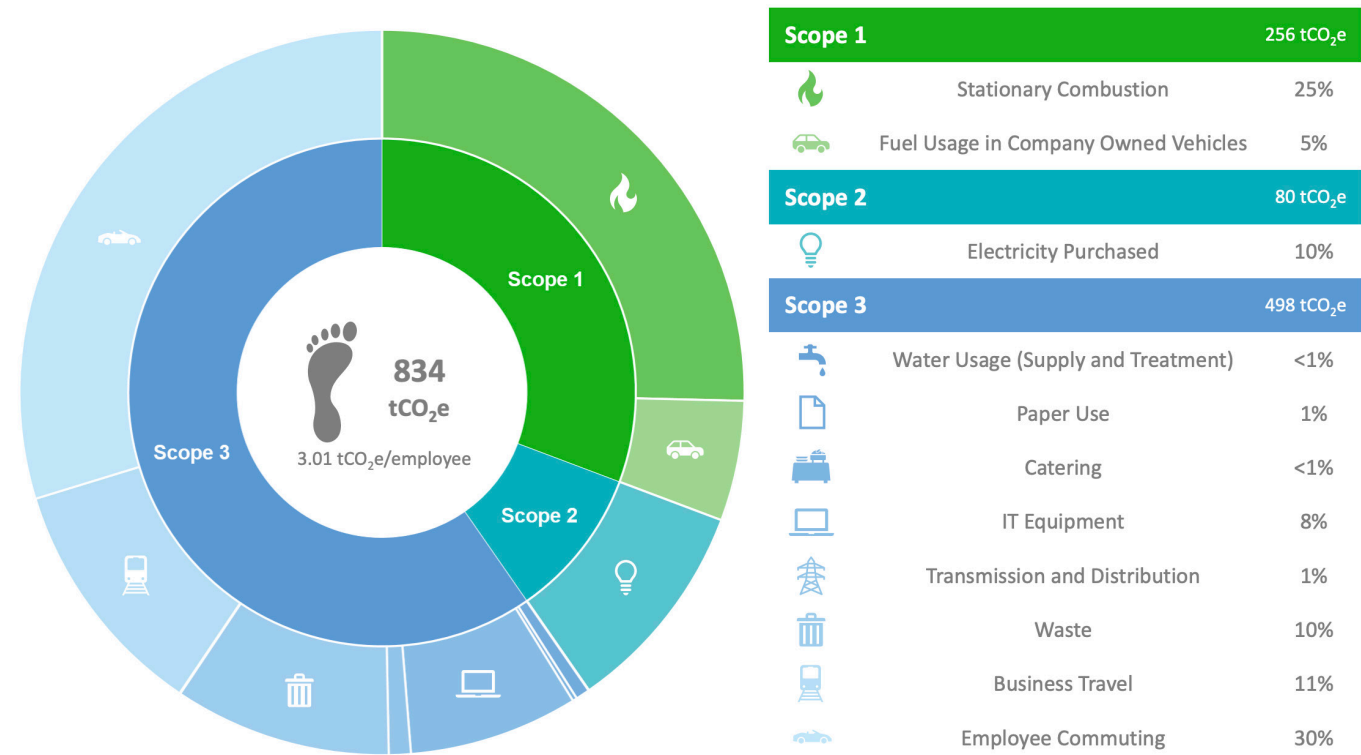 Scope 1
Scope 2
Scope 3
834
tCO₂e
3.01 tCO₂e/employee
Scope 1 256 tCO₂e
Stationary Combustion 25%
Fuel Usage in Company Owned Vehicles 5%
Scope 2 80 tCO₂e
Electricity Purchased 10%
Scope 3 498 tCO₂e
Water Usage (Supply and Treatment) <1%
Paper Use 1%
Catering <1%
IT Equipment 8%
Transmission and Distribution 1%
Waste 10%
Business Travel 11%
Employee Commuting 30%